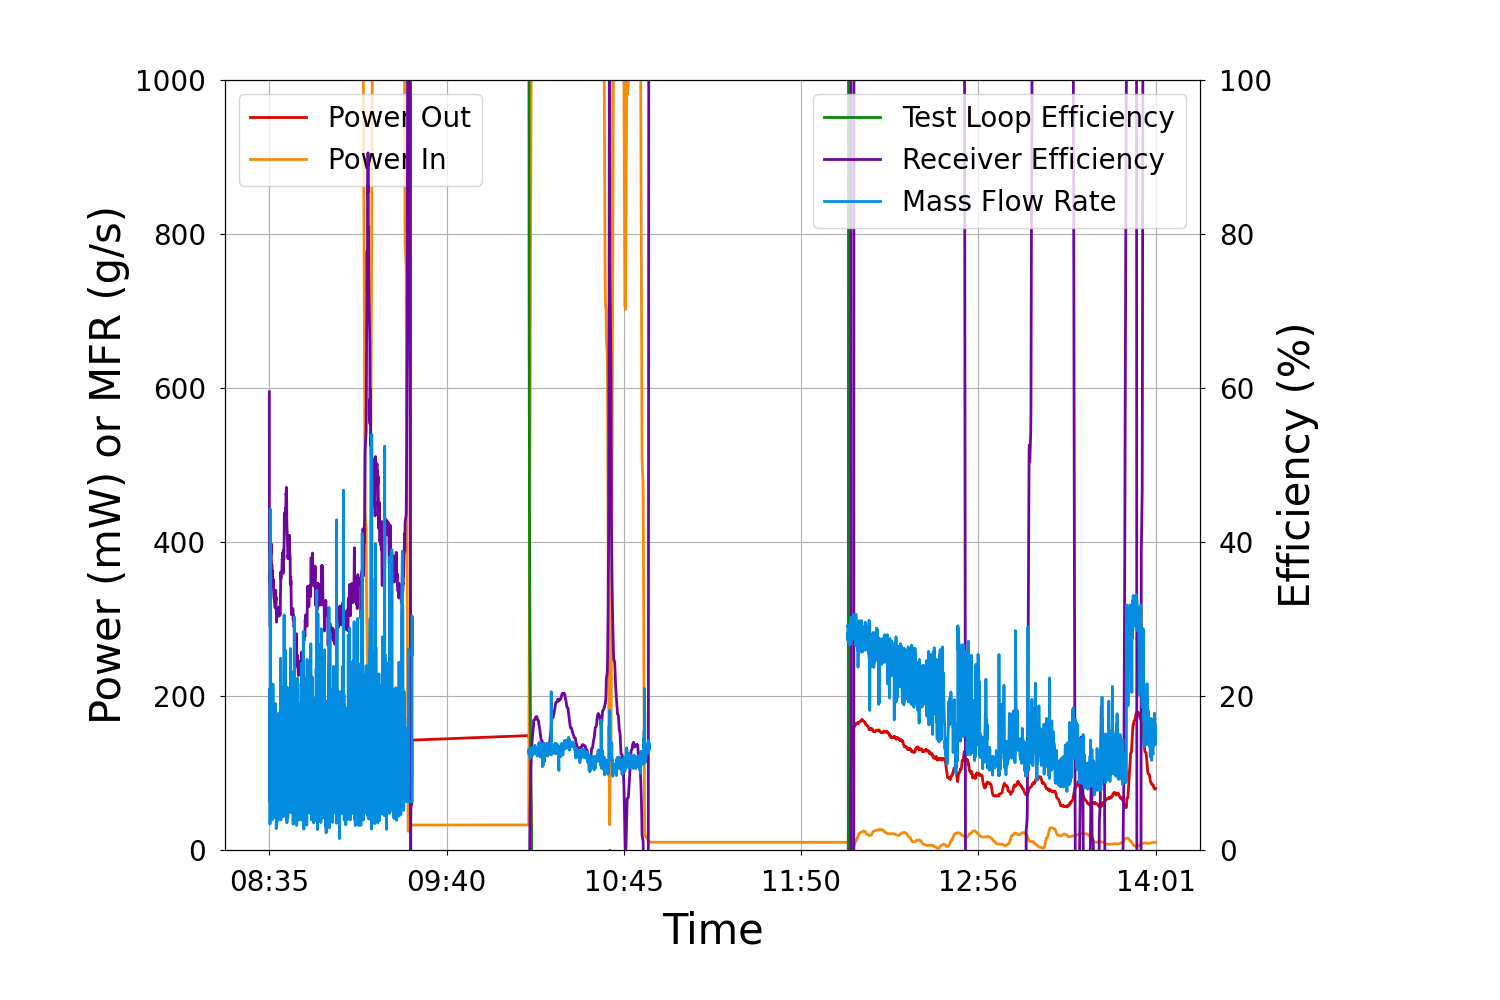 1000
800
600
400
200
0
Power (mW) or MFR (g/s)
Power Out
Power In
Test Loop Efficiency
Receiver Efficiency
Mass Flow Rate
100
80
60
40
20
0
Efficiency (%)
08:35 09:40 10:45 11:50 12:56 14:01
Time